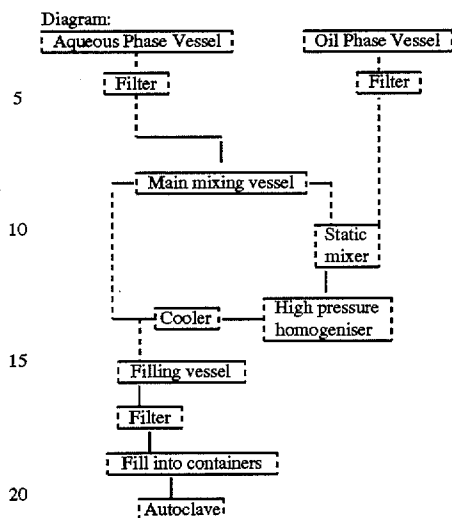 Diagram:
Aqueous Phase Vessel
Oil Phase Vessel
5
Filter
Filter
Main mixing vessel
10
Static
mixer
Cooler
High pressure
homogeniser
15
Filling vessel
Filter
Fill into containers
20
Autoclave